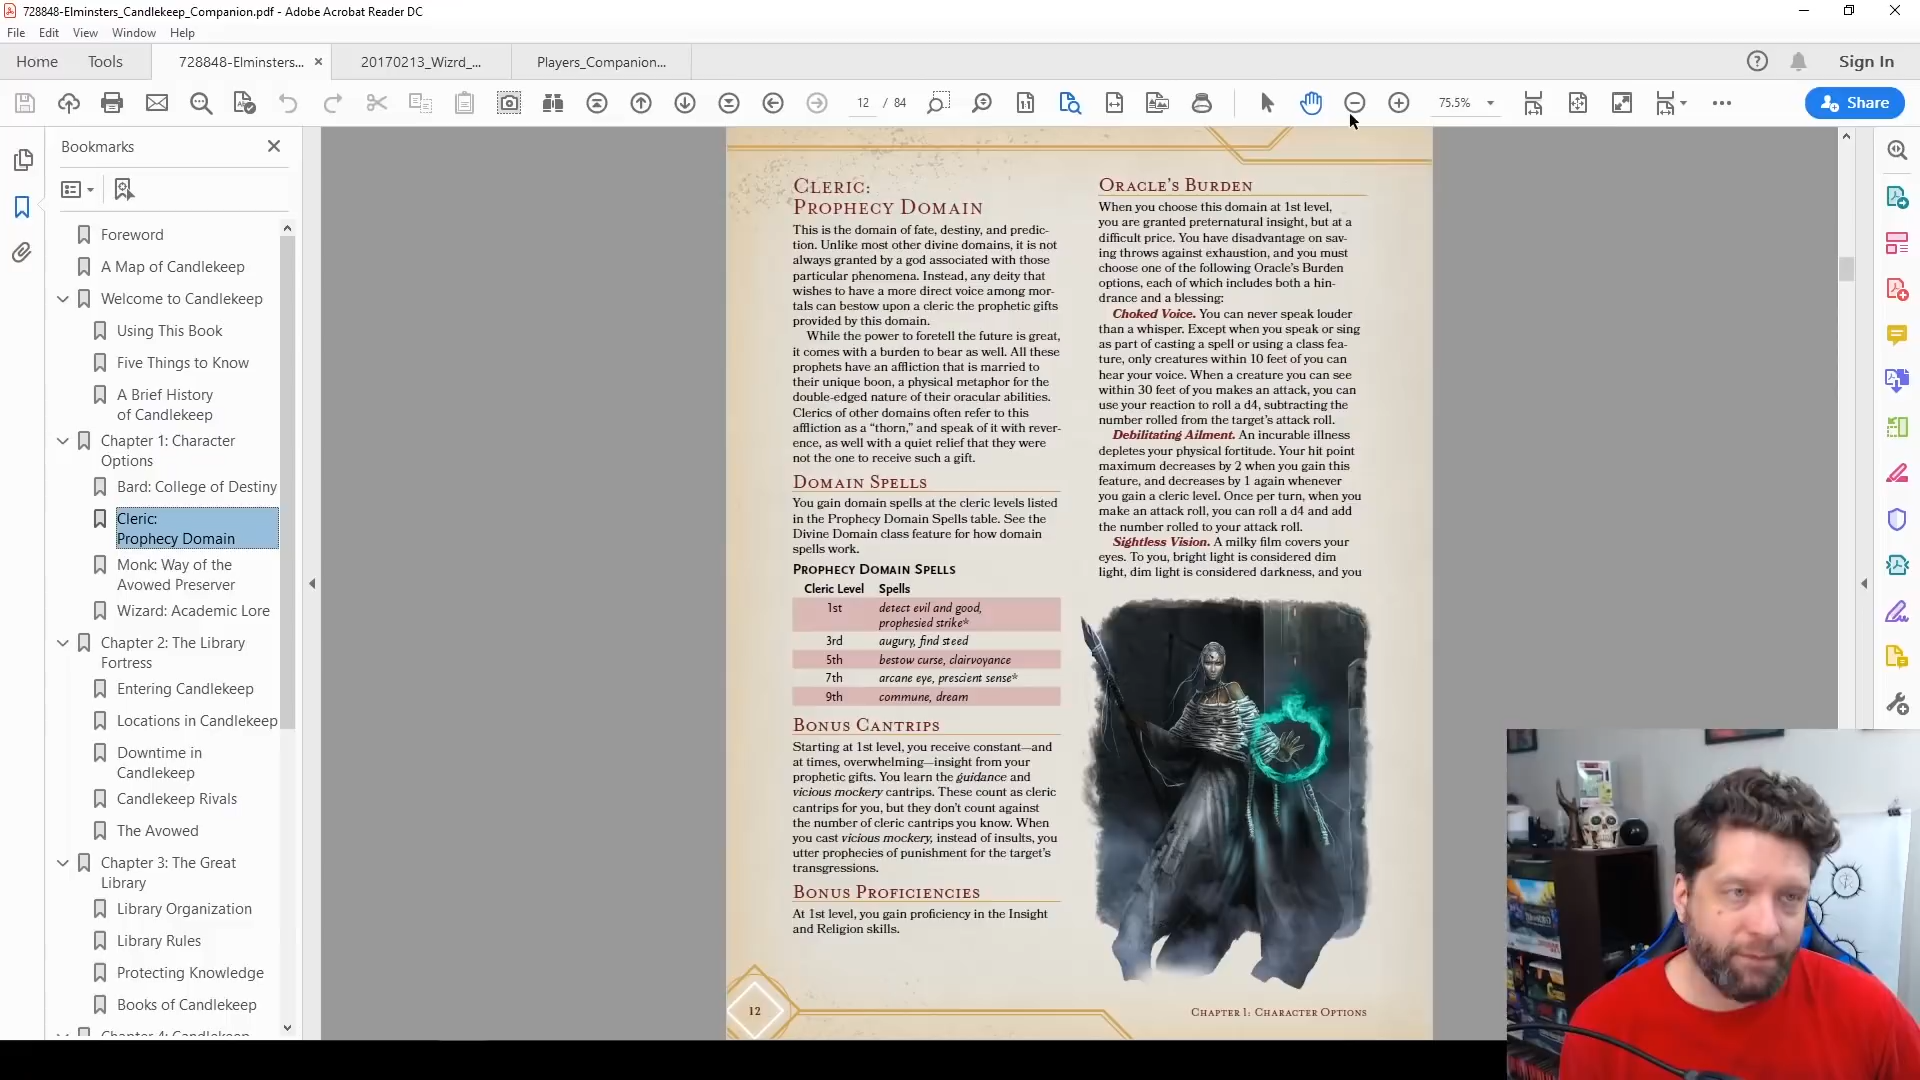 728848-Elminsters_Candlekeep_Companion.pdf - Adobe Acrobat Reader DC
File Edit View Window Help
Home Tools 728848-Elminsters... 20170213_Wizrd_... Players_Companion... Sign In
12 / 84 75.5% Share
Bookmarks
Foreword
A Map of Candlekeep
Welcome to Candlekeep
Using This Book
Five Things to Know
A Brief History
of Candlekeep
Chapter 1: Character
Options
Bard: College of Destiny
Cleric:
Prophecy Domain
Monk: Way of the
Avowed Preserver
Wizard: Academic Lore
Chapter 2: The Library
Fortress
Entering Candlekeep
Locations in Candlekeep
Downtime in
Candlekeep
Candlekeep Rivals
The Avowed
Chapter 3: The Great
Library
Library Organization
Library Rules
Protecting Knowledge
Books of Candlekeep
Chapter 4: Candlekeep
Cleric:
Prophecy Domain
This is the domain of fate, destiny, and predic-
tion. Unlike most other divine domains, it is not
always granted by a god associated with those
particular phenomena. Instead, any deity that
wishes to have a more direct voice among mor-
tals can bestow upon a cleric the prophetic gifts
provided by this domain.
While the power to foretell the future is great,
it comes with a burden to bear as well. All these
prophets have an affliction that is married to
their unique boon, a physical metaphor for the
double-edged nature of their oracular abilities.
Clerics of other domains often refer to this
affliction as a “thorn,” and speak of it with rever-
ence, as well with a quiet relief that they were
not the one to receive such a gift.
Domain Spells
You gain domain spells at the cleric levels listed
in the Prophecy Domain Spells table. See the
Divine Domain class feature for how domain
spells work.
Prophecy Domain Spells
Cleric Level Spells
1st detect evil and good,
prophesied strike*
3rd augury, find steed
5th bestow curse, clairvoyance
7th arcane eye, prescient sense*
9th commune, dream
Bonus Cantrips
Starting at 1st level, you receive constant—and
at times, overwhelming—insight from your
prophetic gifts. You learn the guidance and
vicious mockery cantrips. These count as cleric
cantrips for you, but they don’t count against
the number of cleric cantrips you know. When
you cast vicious mockery, instead of insults, you
utter prophecies of punishment for the target’s
transgressions.
Bonus Proficiencies
At 1st level, you gain proficiency in the Insight
and Religion skills.
Oracle’s Burden
When you choose this domain at 1st level,
you are granted preternatural insight, but at a
difficult price. You have disadvantage on sav-
ing throws against exhaustion, and you must
choose one of the following Oracle’s Burden
options, each of which includes both a hin-
drance and a blessing:
Choked Voice. You can never speak louder
than a whisper. Except when you speak or sing
as part of casting a spell or using a class fea-
ture, only creatures within 10 feet of you can
hear your voice. When a creature you can see
within 30 feet of you makes an attack, you can
use your reaction to roll a d4, subtracting the
number rolled from the target’s attack roll.
Debilitating Ailment. An incurable illness
depletes your physical fortitude. Your hit point
maximum decreases by 2 when you gain this
feature, and decreases by 1 again whenever
you gain a cleric level. Once per turn, when you
make an attack roll, you can roll a d4 and add
the number rolled to your attack roll.
Sightless Vision. A milky film covers your
eyes. To you, bright light is considered dim
light, dim light is considered darkness, and you
12
Chapter 1: Character Options